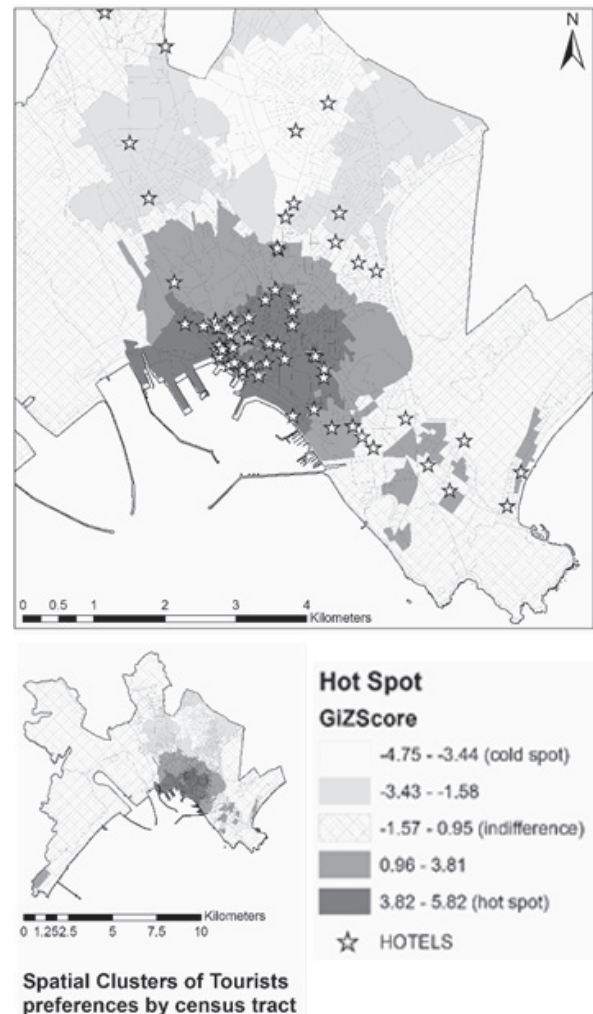 N
0 0.5 1 2 3 4
Kilometers
Hot Spot
GiZScore
-4.75 - -3.44 (cold spot)
-3.43 - -1.58
-1.57 - 0.95 (indifference)
0.96 - 3.81
3.82 - 5.82 (hot spot)
HOTELS
Kilometers
0 1.252.5 5 7.5 10
Spatial Clusters of Tourists
preferences by census tract